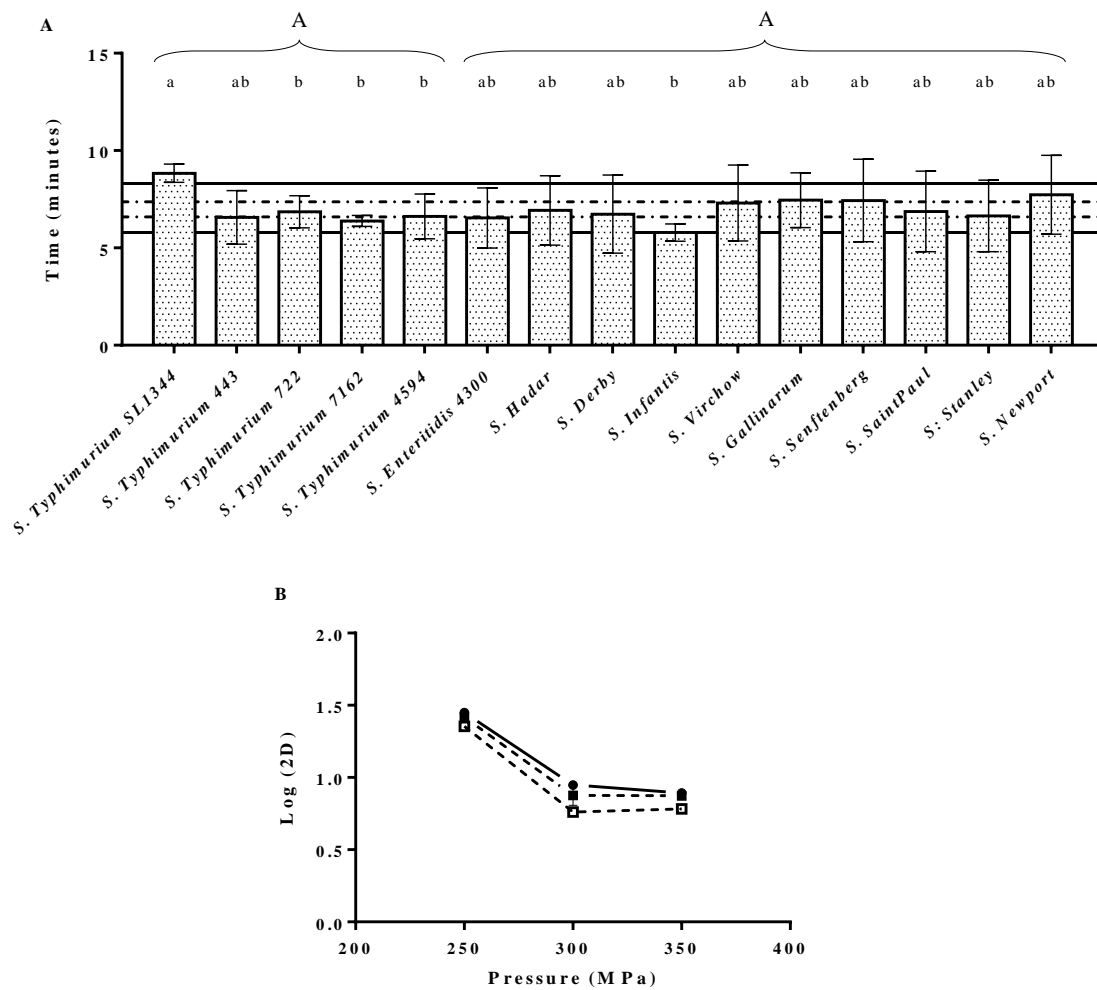 A
A A
a ab b b b ab ab ab b ab ab ab ab ab ab
15
10
5
0
Time (minutes)
S. Typhimurium SL1344
S. Typhimurium 443
S. Typhimurium 722
S. Typhimurium 7162
S. Typhimurium 4594
S. Enteritidis 4300
S. Hadar
S. Derby
S. Infantis
S. Virchow
S. Gallinarum
S. Senftenberg
S. SaintPaul
S: Stanley
S. Newport
B
2.0
1.5
1.0
0.5
0.0
Log (2D)
200 250 300 350 400
Pressure (MPa)